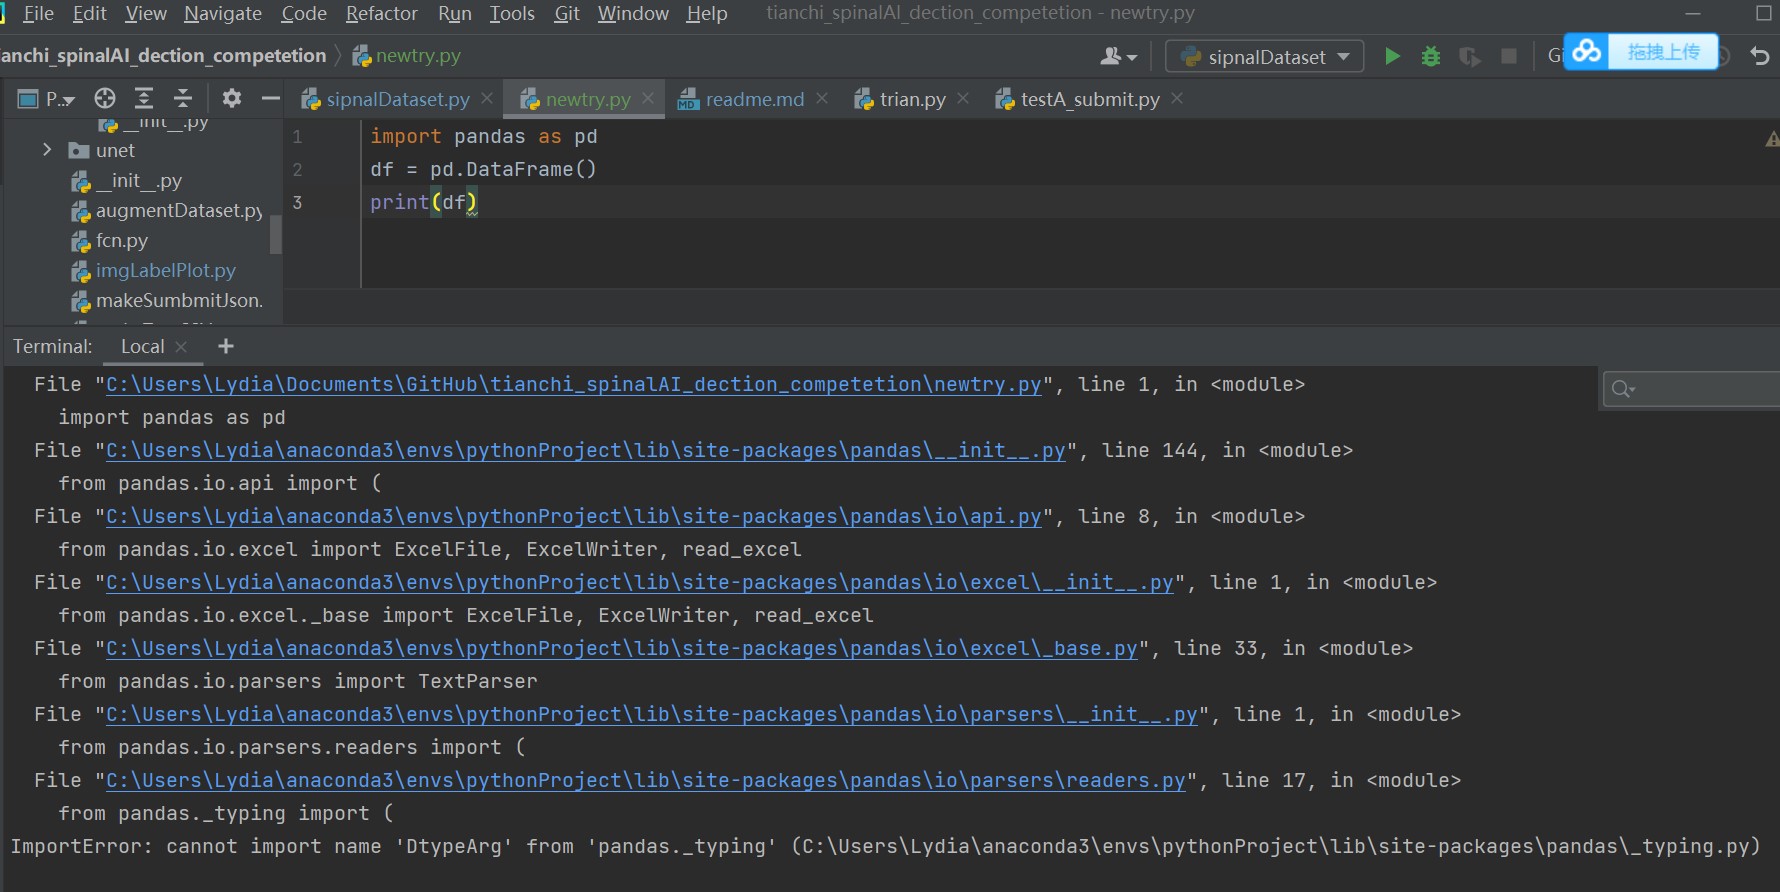 File Edit View Navigate Code Refactor Run Tools Git Window Help tianchi_spinalAI_dection_competetion - newtry.py
ianchi_spinalAI_dection_competetion newtry.py sipnalDataset Gi 拖拽上传
P... sipnalDataset.py newtry.py readme.md trian.py testA_submit.py
__init__.py
unet
__init__.py
augmentDataset.py
fcn.py
imgLabelPlot.py
makeSumbmitJson.
1 import pandas as pd
2 df = pd.DataFrame()
3 print(df)
Terminal: Local +
File "C:\Users\Lydia\Documents\GitHub\tianchi_spinalAI_dection_competetion\newtry.py", line 1, in <module>
import pandas as pd
File "C:\Users\Lydia\anaconda3\envs\pythonProject\lib\site-packages\pandas\__init__.py", line 144, in <module>
from pandas.io.api import (
File "C:\Users\Lydia\anaconda3\envs\pythonProject\lib\site-packages\pandas\io\api.py", line 8, in <module>
from pandas.io.excel import ExcelFile, ExcelWriter, read_excel
File "C:\Users\Lydia\anaconda3\envs\pythonProject\lib\site-packages\pandas\io\excel\__init__.py", line 1, in <module>
from pandas.io.excel._base import ExcelFile, ExcelWriter, read_excel
File "C:\Users\Lydia\anaconda3\envs\pythonProject\lib\site-packages\pandas\io\excel\_base.py", line 33, in <module>
from pandas.io.parsers import TextParser
File "C:\Users\Lydia\anaconda3\envs\pythonProject\lib\site-packages\pandas\io\parsers\__init__.py", line 1, in <module>
from pandas.io.parsers.readers import (
File "C:\Users\Lydia\anaconda3\envs\pythonProject\lib\site-packages\pandas\io\parsers\readers.py", line 17, in <module>
from pandas._typing import (
ImportError: cannot import name 'DtypeArg' from 'pandas._typing' (C:\Users\Lydia\anaconda3\envs\pythonProject\lib\site-packages\pandas\_typing.py)